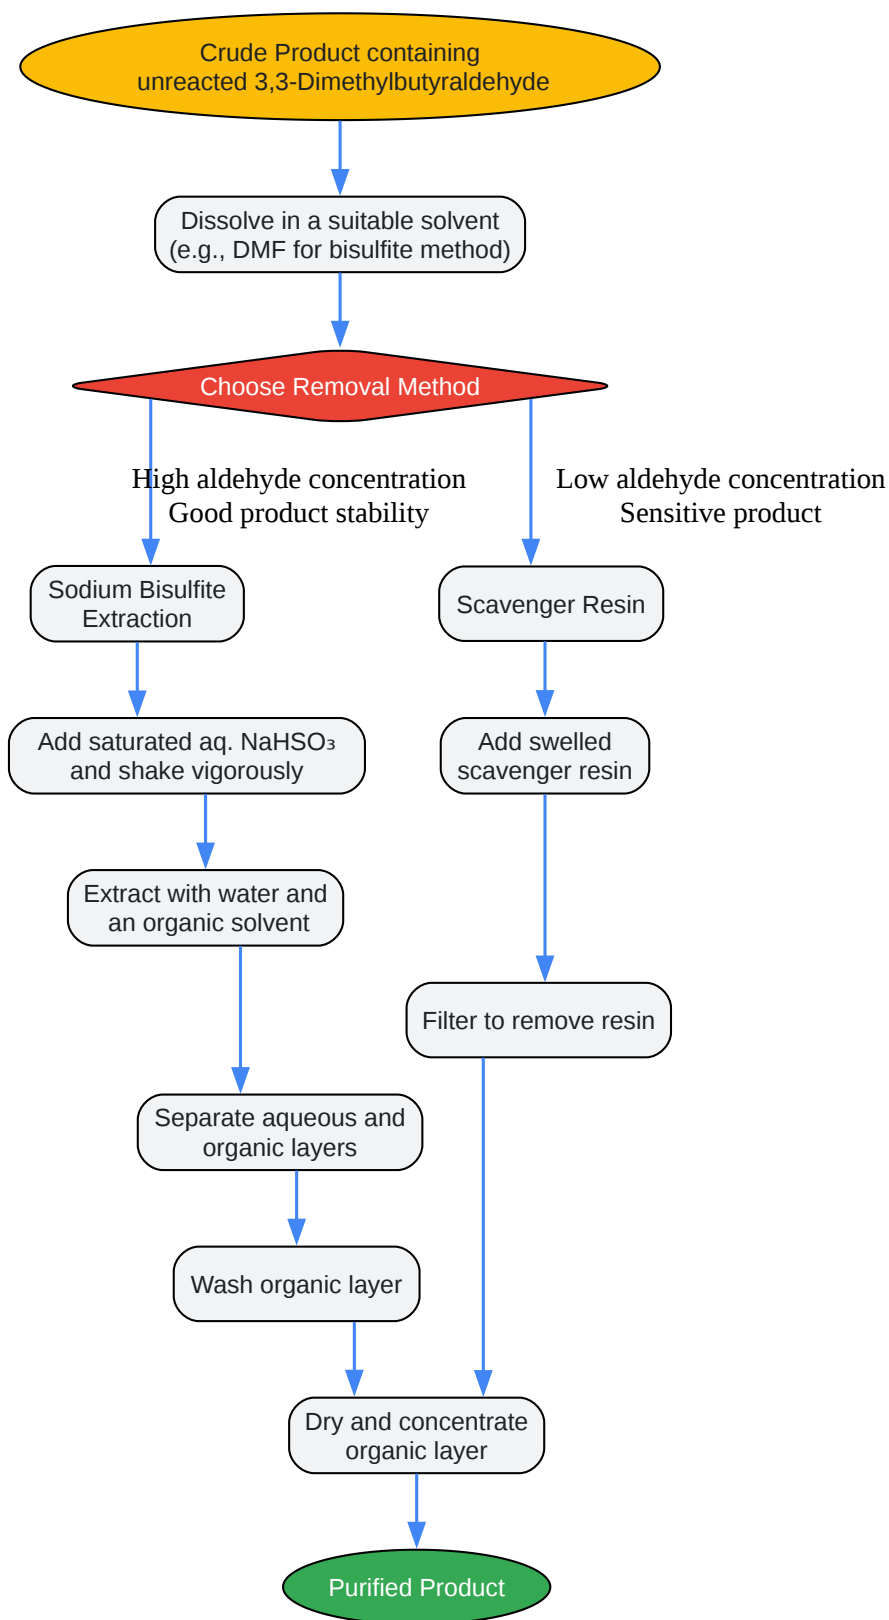 Crude Product containing
unreacted 3,3-Dimethylbutyraldehyde
Dissolve in a suitable solvent
(e.g., DMF for bisulfite method)
Choose Removal Method
High aldehyde concentration
Good product stability
Low aldehyde concentration
Sensitive product
Sodium Bisulfite
Extraction
Scavenger Resin
Add saturated aq. NaHSO₃
and shake vigorously
Add swelled
scavenger resin
Extract with water and
an organic solvent
Filter to remove resin
Separate aqueous and
organic layers
Wash organic layer
Dry and concentrate
organic layer
Purified Product